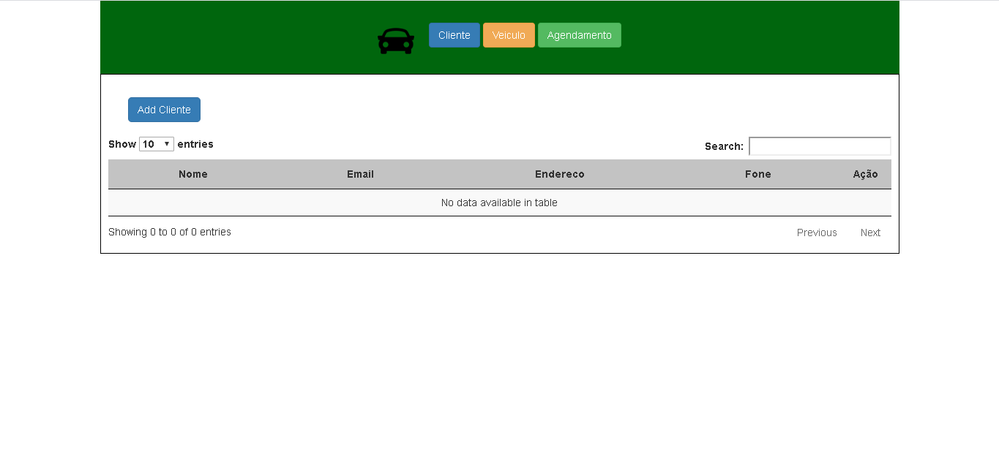 Cliente Veiculo Agendamento
Add Cliente
Show 10 entries Search:
Nome Email Endereco Fone Ação
No data available in table
Showing 0 to 0 of 0 entries Previous Next